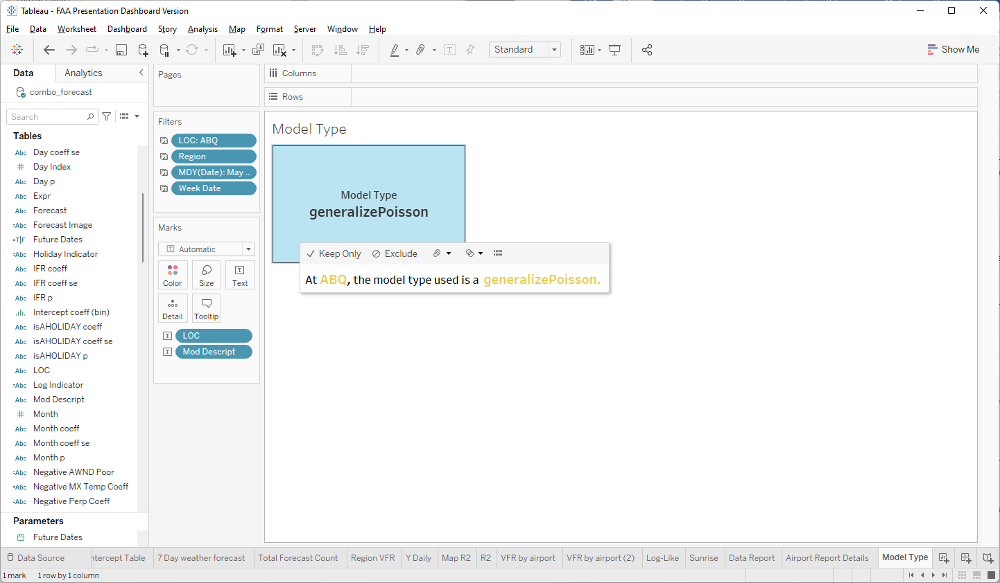 Tableau - FAA Presentation Dashboard Version
File Data Worksheet Dashboard Story Analysis Map Format Server Window Help
Standard
Show Me
Data Analytics
combo_forecast
Search
Tables
Abc Day coeff se
Day Index
Abc Day p
Abc Expr
Abc Forecast
=Abc Forecast Image
=T|F Future Dates
=Abc Holiday Indicator
Abc IFR coeff
Abc IFR coeff se
Abc IFR p
Intercept coeff (bin)
Abc isAHOLIDAY coeff
Abc isAHOLIDAY coeff se
Abc isAHOLIDAY p
Abc LOC
=Abc Log Indicator
Abc Mod Descript
Month
Abc Month coeff
Abc Month coeff se
Abc Month p
=Abc Negative AWND Poor
=Abc Negative MX Temp Coeff
=Abc Negative Perp Coeff
Parameters
Future Dates
Pages
Filters
LOC: ABQ
Region
MDY(Date): May ..
Week Date
Marks
Automatic
Color Size Text
Detail Tooltip
LOC
Mod Descript
Columns
Rows
Model Type
Model Type
generalizePoisson
Keep Only Exclude
At ABQ, the model type used is a generalizePoisson.
Data Source ntercept Table 7 Day weather forecast Total Forecast Count Region VFR Y Daily Map R2 R2 VFR by airport VFR by airport (2) Log-Like Sunrise Data Report Airport Report Details Model Type
1 mark 1 row by 1 column